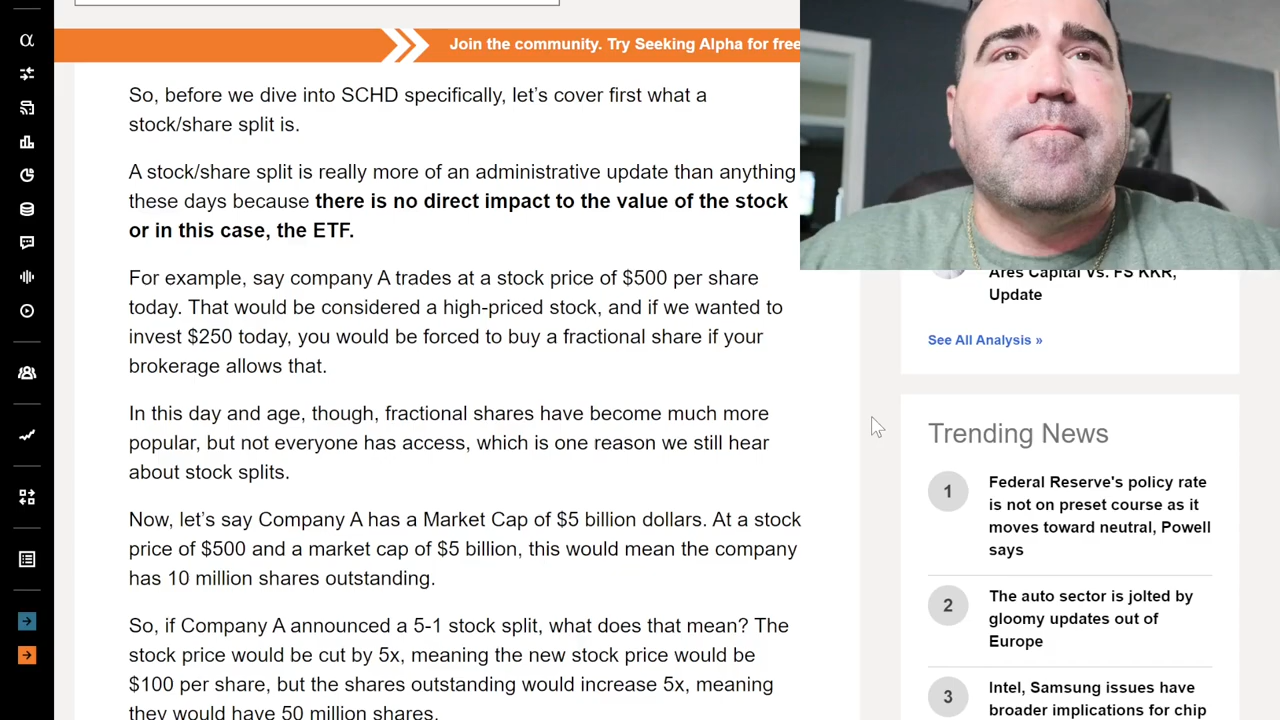 Join the community. Try Seeking Alpha for free
So, before we dive into SCHD specifically, let's cover first what a
stock/share split is.
A stock/share split is really more of an administrative update than anything
these days because there is no direct impact to the value of the stock
or in this case, the ETF.
For example, say company A trades at a stock price of $500 per share
today. That would be considered a high-priced stock, and if we wanted to
invest $250 today, you would be forced to buy a fractional share if your
brokerage allows that.
In this day and age, though, fractional shares have become much more
popular, but not everyone has access, which is one reason we still hear
about stock splits.
Now, let's say Company A has a Market Cap of $5 billion dollars. At a stock
price of $500 and a market cap of $5 billion, this would mean the company
has 10 million shares outstanding.
So, if Company A announced a 5-1 stock split, what does that mean? The
stock price would be cut by 5x, meaning the new stock price would be
$100 per share, but the shares outstanding would increase 5x, meaning
they would have 50 million shares.
Ares Capital Vs. FS KKR,
Update
See All Analysis »
Trending News
1
Federal Reserve's policy rate
is not on preset course as it
moves toward neutral, Powell
says
2
The auto sector is jolted by
gloomy updates out of
Europe
3
Intel, Samsung issues have
broader implications for chip